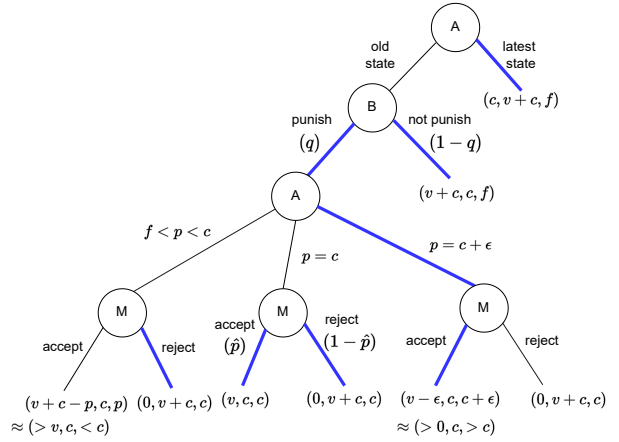 A
old
state
latest
state
(c, v + c, f)
B
punish
(q)
not punish
(1 − q)
(v + c, c, f)
A
f < p < c
p = c
p = c + ϵ
M
M
M
accept
reject
accept
(p̂)
reject
(1 − p̂)
accept
reject
(v + c − p, c, p)
(0, v + c, c)
(v, c, c)
(0, v + c, c)
(v − ϵ, c, c + ϵ)
(0, v + c, c)
≈ (> v, c, < c)
≈ (> 0, c, > c)